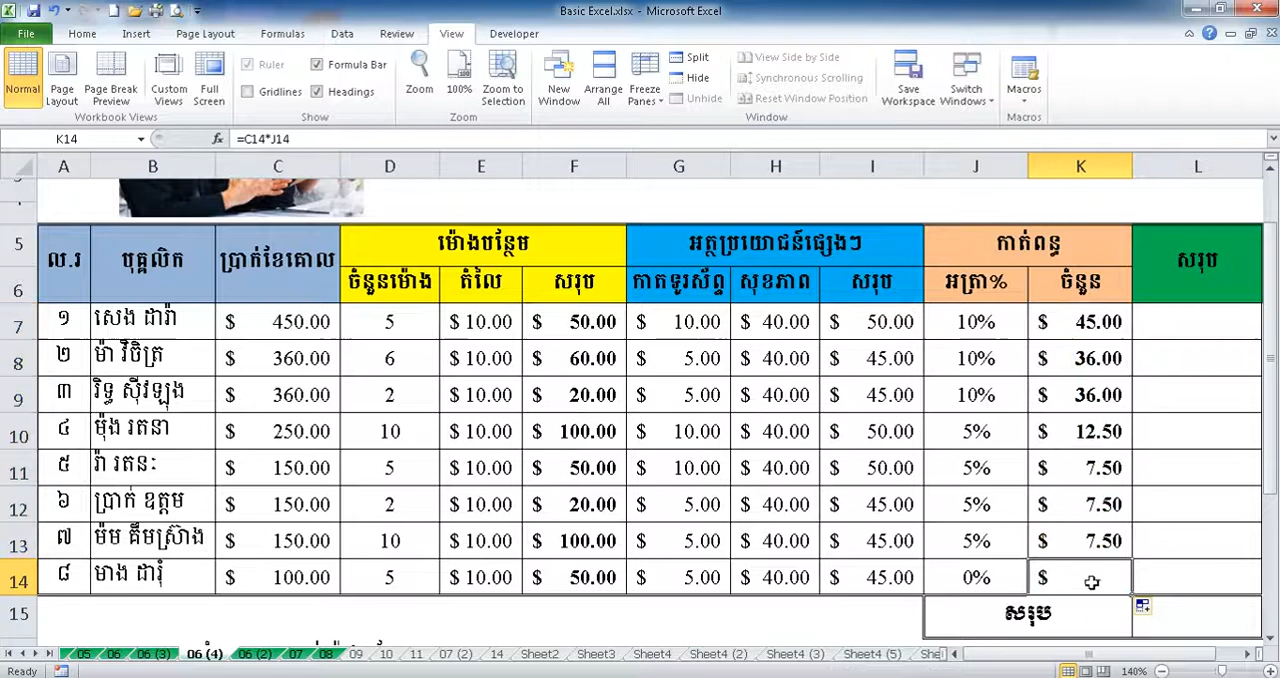 Basic Excel.xlsx - Microsoft Excel
File Home Insert Page Layout Formulas Data Review View Developer
Normal Page Layout Page Break Preview Custom Views Full Screen
Ruler Formula Bar
Gridlines Headings
Zoom 100% Zoom to Selection
New Window Arrange All Freeze Panes
Split
Hide
Unhide
View Side by Side
Synchronous Scrolling
Reset Window Position
Save Workspace Switch Windows Macros
Workbook Views Show Zoom Window Macros
K14 fx =C14*J14
A B C D E F G H I J K L
5 ល.រ បុគ្គលិក ប្រាក់ខែគោល ម៉ោងបន្ថែម អត្ថប្រយោជន៍ផ្សេងៗ កាត់ពន្ធ សរុប
6 ចំនួនម៉ោង តំលៃ សរុប កាតទូរស័ព្ទ សុខភាព សរុប អត្រា% ចំនួន
7 ១ សេង ដារ៉ា $ 450.00 5 $ 10.00 $ 50.00 $ 10.00 $ 40.00 $ 50.00 10% $ 45.00
8 ២ ម៉ា វិចិត្រ $ 360.00 6 $ 10.00 $ 60.00 $ 5.00 $ 40.00 $ 45.00 10% $ 36.00
9 ៣ រិទ្ធ ស៊ីវឡុង $ 360.00 2 $ 10.00 $ 20.00 $ 5.00 $ 40.00 $ 45.00 10% $ 36.00
10 ៤ ម៉ុង រតនា $ 250.00 10 $ 10.00 $ 100.00 $ 10.00 $ 40.00 $ 50.00 5% $ 12.50
11 ៥ រ៉ា រតនៈ $ 150.00 5 $ 10.00 $ 50.00 $ 10.00 $ 40.00 $ 50.00 5% $ 7.50
12 ៦ ប្រាក់ ឧត្តម $ 150.00 2 $ 10.00 $ 20.00 $ 5.00 $ 40.00 $ 45.00 5% $ 7.50
13 ៧ ម៉ម គឹមស្រ៊ាង $ 150.00 10 $ 10.00 $ 100.00 $ 5.00 $ 40.00 $ 45.00 5% $ 7.50
14 ៨ មាង ដារុំ $ 100.00 5 $ 10.00 $ 50.00 $ 5.00 $ 40.00 $ 45.00 0% $
15 សរុប
05 06 06 (3) 06 (4) 06 (2) 07 08 09 10 11 07 (2) 14 Sheet2 Sheet3 Sheet4 Sheet4 (2) Sheet4 (3) Sheet4 (4) Sheet4 (5) She
Ready 140%